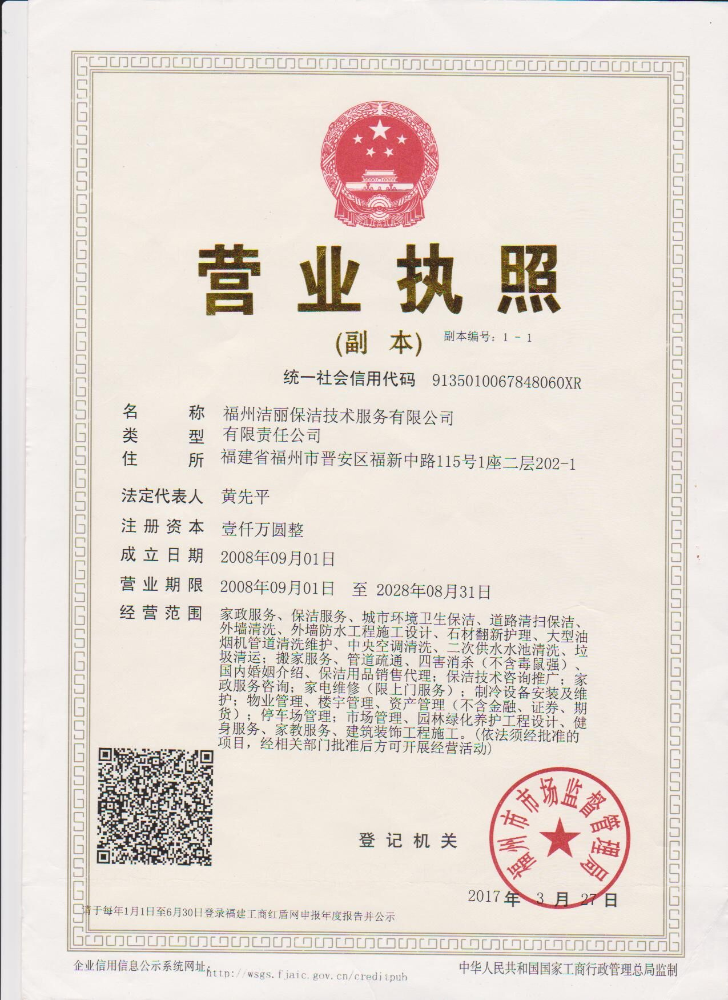 营业执照
(副 本) 副本编号：1 - 1
统一社会信用代码 9135010067848060XR
名 称 福州洁丽保洁技术服务有限公司
类 型 有限责任公司
住 所 福建省福州市晋安区福新中路115号1座二层202-1
法定代表人 黄先平
注册资本 壹仟万圆整
成立日期 2008年09月01日
营业期限 2008年09月01日 至 2028年08月31日
经营范围 家政服务、保洁服务、城市环境卫生保洁、道路清扫保洁、
外墙清洗、外墙防水工程施工设计、石材翻新护理、大型油
烟机管道清洗维护、中央空调清洗、二次供水水池清洗、垃
圾清运；搬家服务、管道疏通、四害消杀（不含毒鼠强）、
国内婚姻介绍、保洁用品销售代理；保洁技术咨询推广；家
政服务咨询；家电维修（限上门服务）；制冷设备安装及维
护；物业管理、楼宇管理、资产管理（不含金融、证券、期
货）；停车场管理；市场管理、园林绿化养护工程设计、健
身服务、家教服务、建筑装饰工程施工。(依法须经批准的
项目，经相关部门批准后方可开展经营活动)
登记机关
福州市市场监督管理局
2017年 3 月 27 日
请于每年1月1日至6月30日登录福建工商红盾网申报年度报告并公示
企业信用信息公示系统网址：http://wsgs.fjaic.gov.cn/creditpub
中华人民共和国国家工商行政管理总局监制